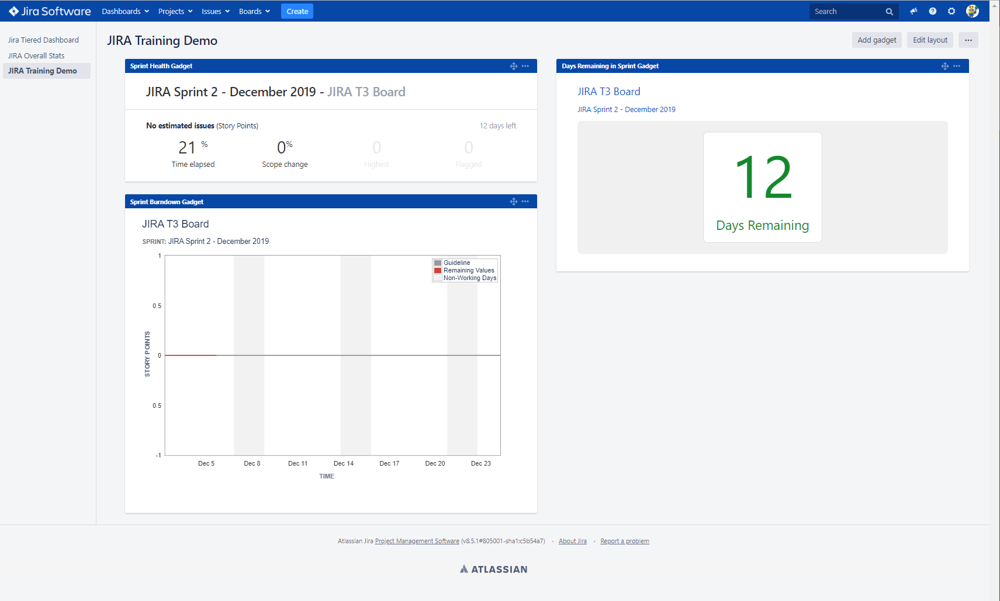 Jira Software Dashboards Projects Issues Boards Create Search
Jira Tiered Dashboard
JIRA Overall Stats
JIRA Training Demo
JIRA Training Demo
Add gadget Edit layout
Sprint Health Gadget
JIRA Sprint 2 - December 2019 - JIRA T3 Board
No estimated issues (Story Points) 12 days left
21 % 0% 0 0
Time elapsed Scope change Highest Flagged
Sprint Burndown Gadget
JIRA T3 Board
SPRINT: JIRA Sprint 2 - December 2019
Guideline
Remaining Values
Non-Working Days
1
0.5
0
0.5
-1
STORY POINTS
Dec 5 Dec 8 Dec 11 Dec 14 Dec 17 Dec 20 Dec 23
TIME
Days Remaining in Sprint Gadget
JIRA T3 Board
JIRA Sprint 2 - December 2019
12
Days Remaining
Atlassian Jira Project Management Software (v8.5.1#805001-sha1:c5b54a7) · About Jira · Report a problem
ATLASSIAN